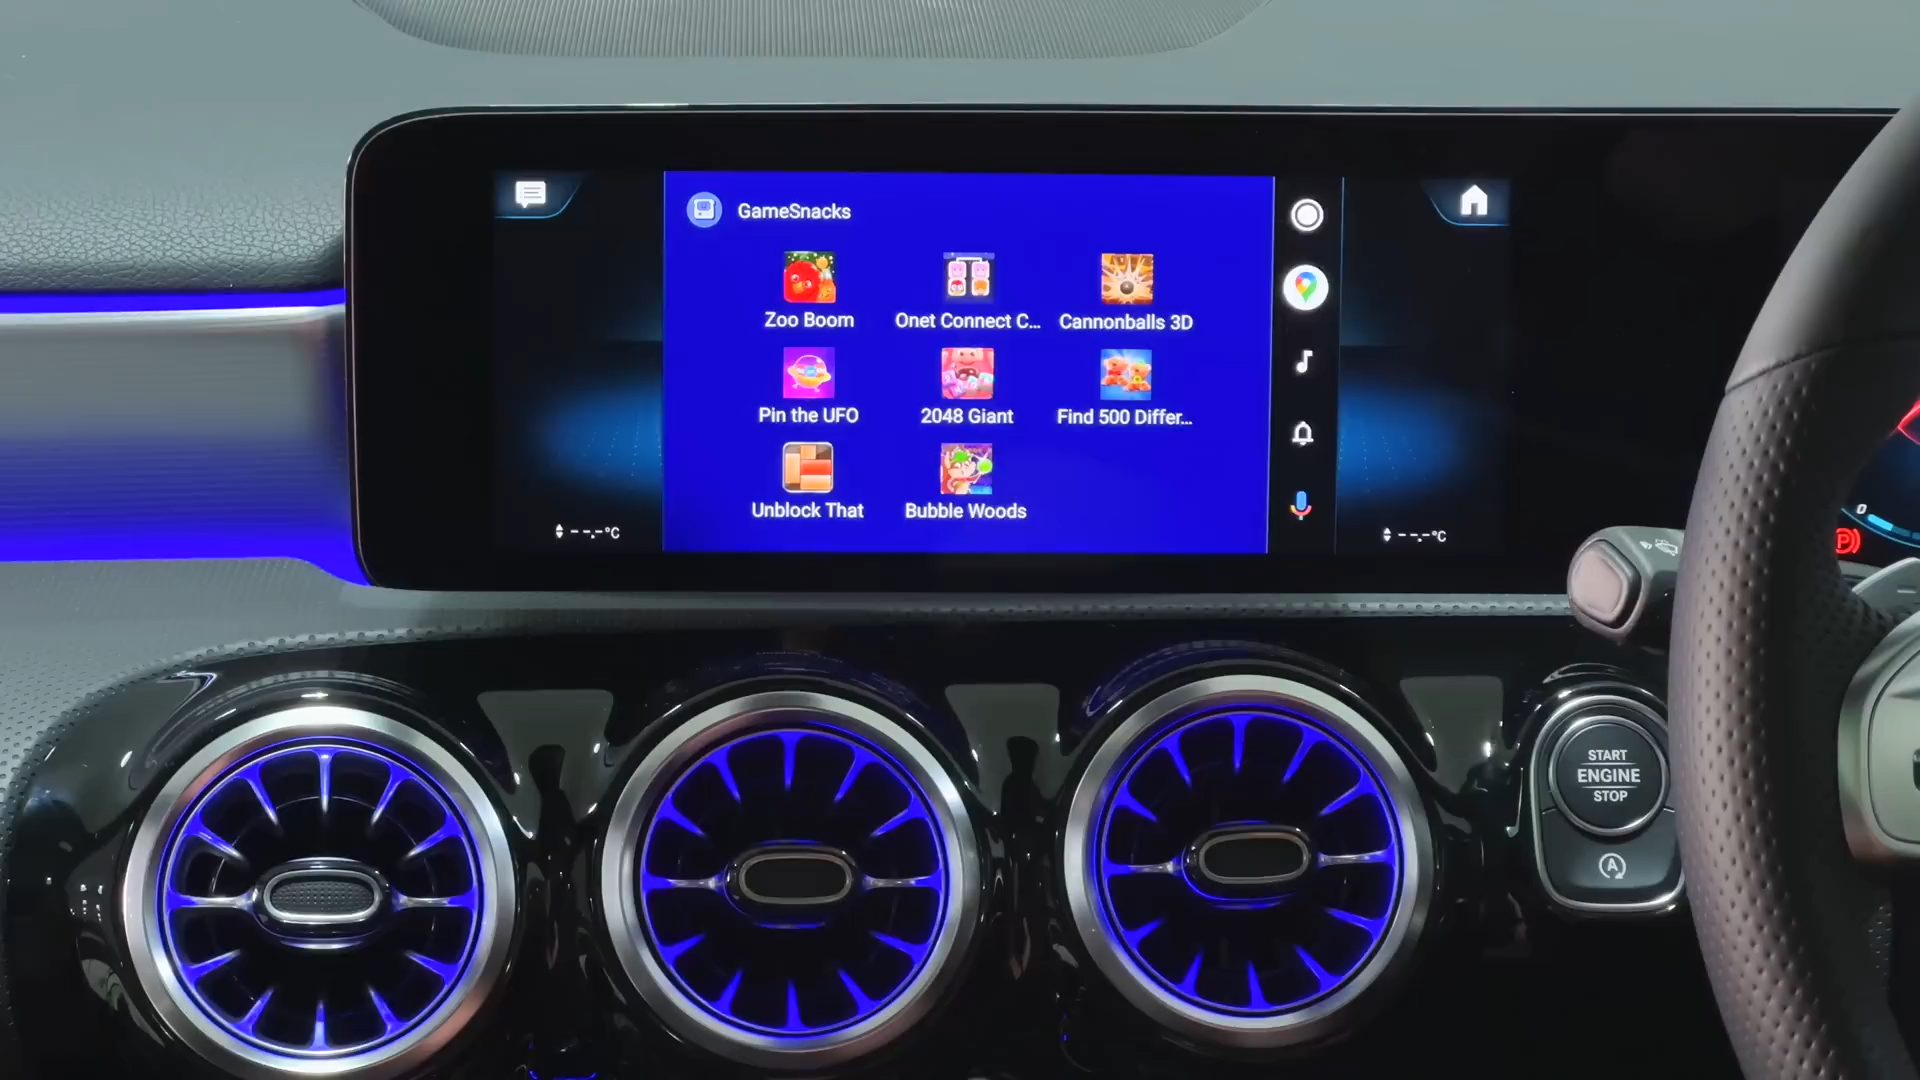 GameSnacks
Zoo Boom
Onet Connect C...
Cannonballs 3D
Pin the UFO
2048 Giant
Find 500 Differ...
Unblock That
Bubble Woods
--.-°C
--.-°C
0
(P)
START
ENGINE
STOP
A